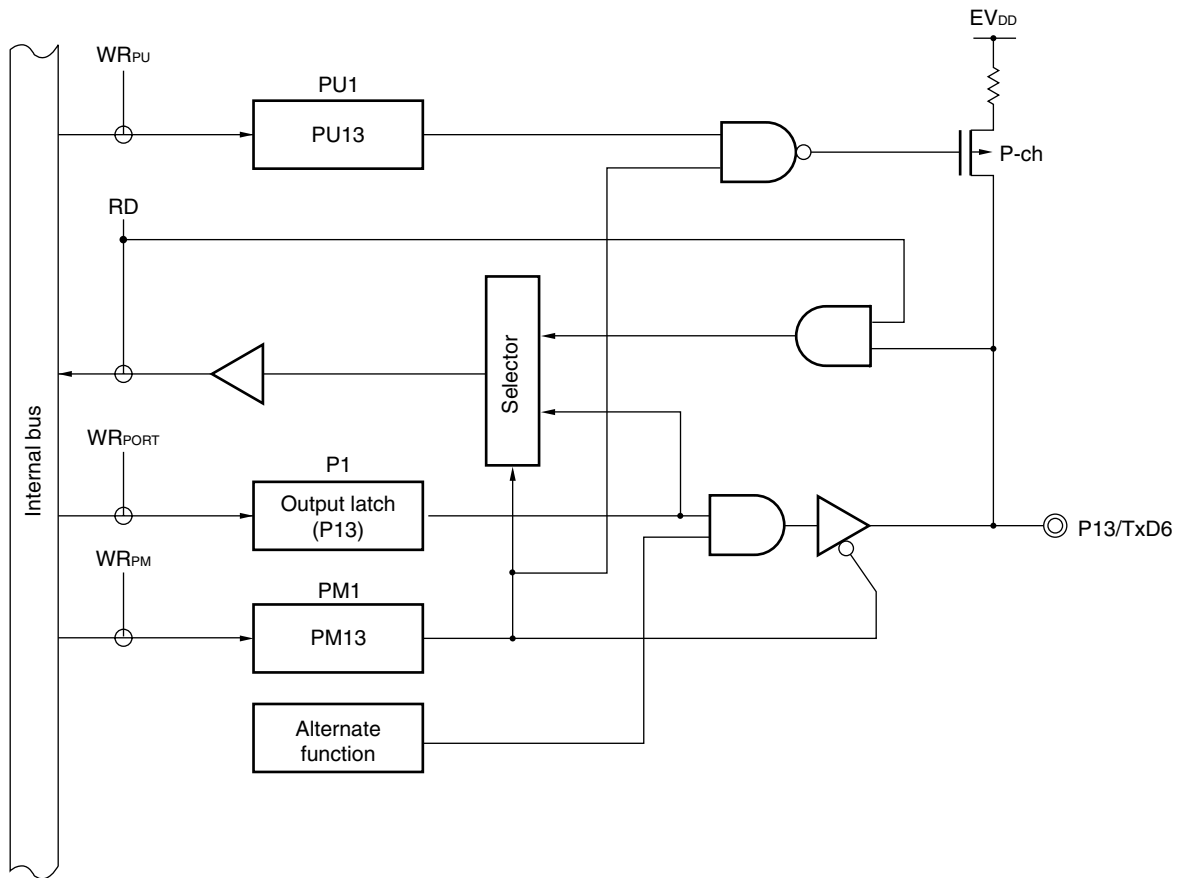 EVDD
WRPU
PU1
PU13
P-ch
RD
Selector
Internal bus
WRPORT
P1
Output latch
(P13)
P13/TxD6
WRPM
PM1
PM13
Alternate
function